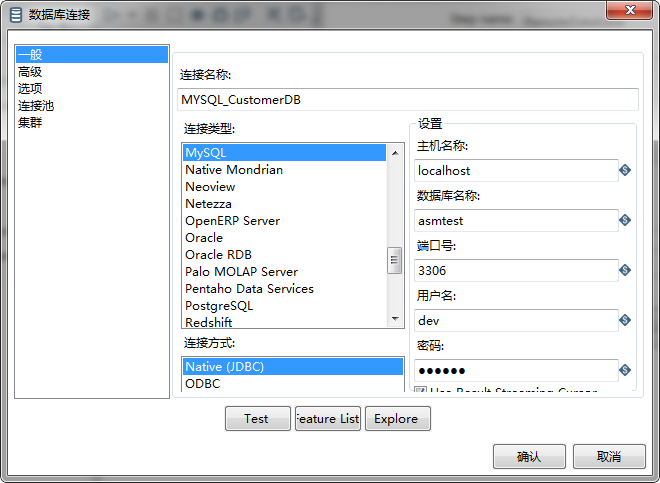 数据库连接
一般
高级
选项
连接池
集群
连接名称:
MYSQL_CustomerDB
连接类型:
MySQL
Native Mondrian
Neoview
Netezza
OpenERP Server
Oracle
Oracle RDB
Palo MOLAP Server
Pentaho Data Services
PostgreSQL
Redshift
连接方式:
Native (JDBC)
ODBC
设置
主机名称:
localhost
数据库名称:
asmtest
端口号:
3306
用户名:
dev
密码:
●●●●●●
Use Result Streaming Cursor
Test
Feature List
Explore
确认
取消